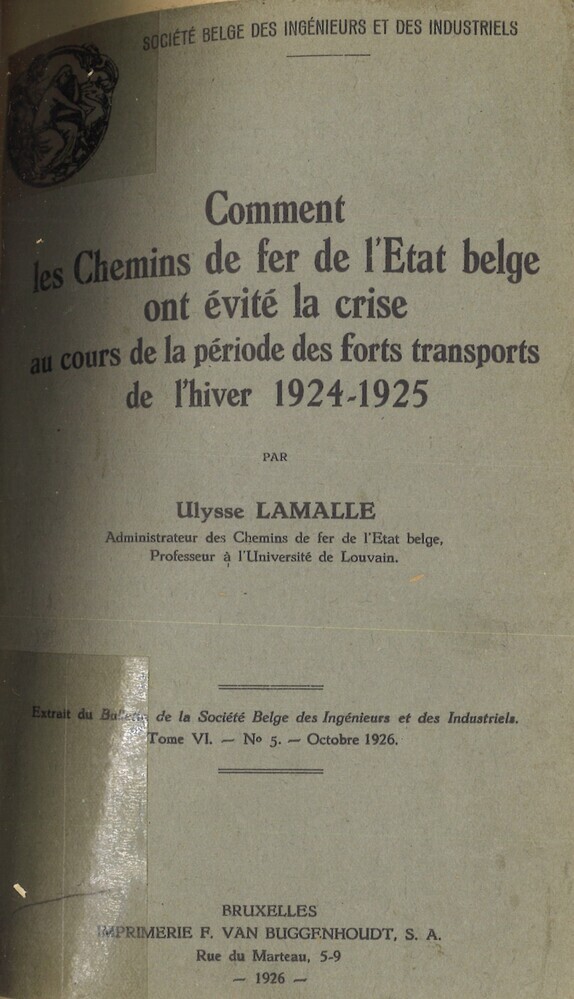 SOCIÉTÉ BELGE DES INGÉNIEURS ET DES INDUSTRIELS
Comment
les Chemins de fer de l'Etat belge
ont évité la crise
au cours de la période des forts transports
de l'hiver 1924-1925
PAR
Ulysse LAMALLE
Administrateur des Chemins de fer de l'Etat belge,
Professeur à l'Université de Louvain.
Extrait du Bulletin de la Société Belge des Ingénieurs et des Industriels.
Tome VI. — No 5. — Octobre 1926.
BRUXELLES
IMPRIMERIE F. VAN BUGGENHOUDT, S. A.
Rue du Marteau, 5-9
— 1926 —